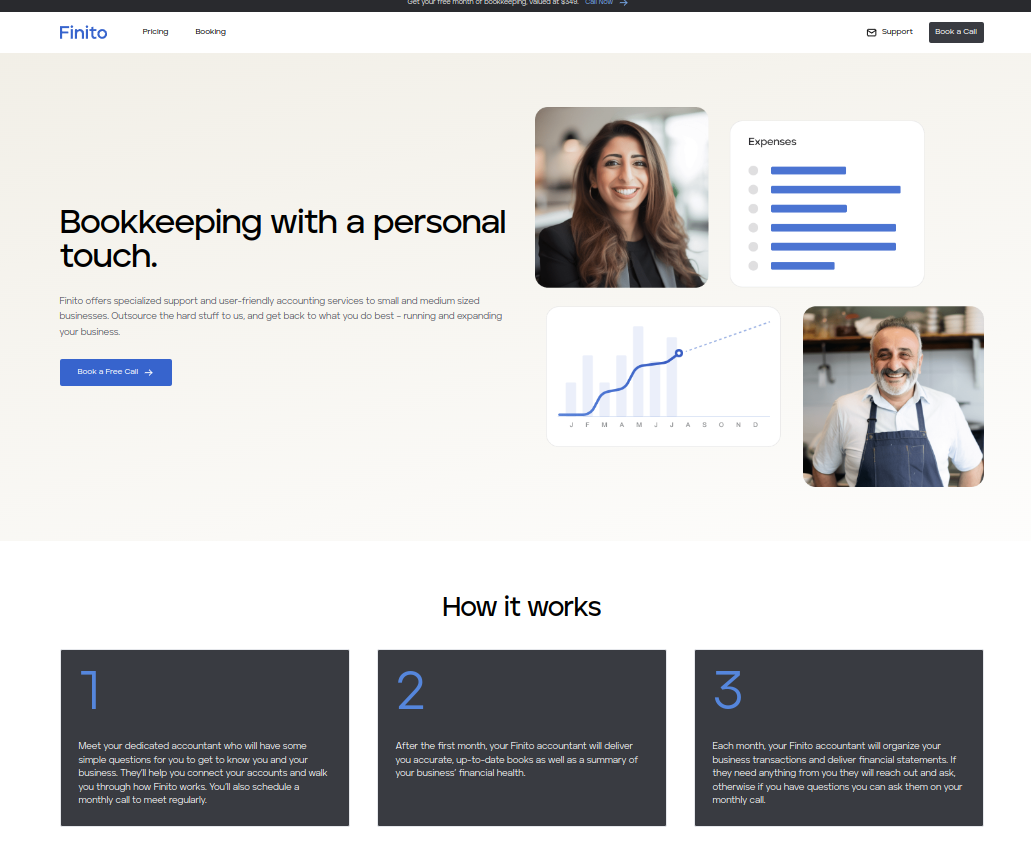 Get your free month of bookkeeping, valued at $349. Call Now
Finito
Pricing
Booking
Support
Book a Call
Bookkeeping with a personal
touch.
Finito offers specialized support and user-friendly accounting services to small and medium sized
businesses. Outsource the hard stuff to us, and get back to what you do best – running and expanding
your business.
Book a Free Call
Expenses
J F M A M J J A S O N D
How it works
1
Meet your dedicated accountant who will have some
simple questions for you to get to know you and your
business. They'll help you connect your accounts and walk
you through how Finito works. You'll also schedule a
monthly call to meet regularly.
2
After the first month, your Finito accountant will deliver
you accurate, up-to-date books as well as a summary of
your business' financial health.
3
Each month, your Finito accountant will organize your
business transactions and deliver financial statements. If
they need anything from you they will reach out and ask,
otherwise if you have questions you can ask them on your
monthly call.